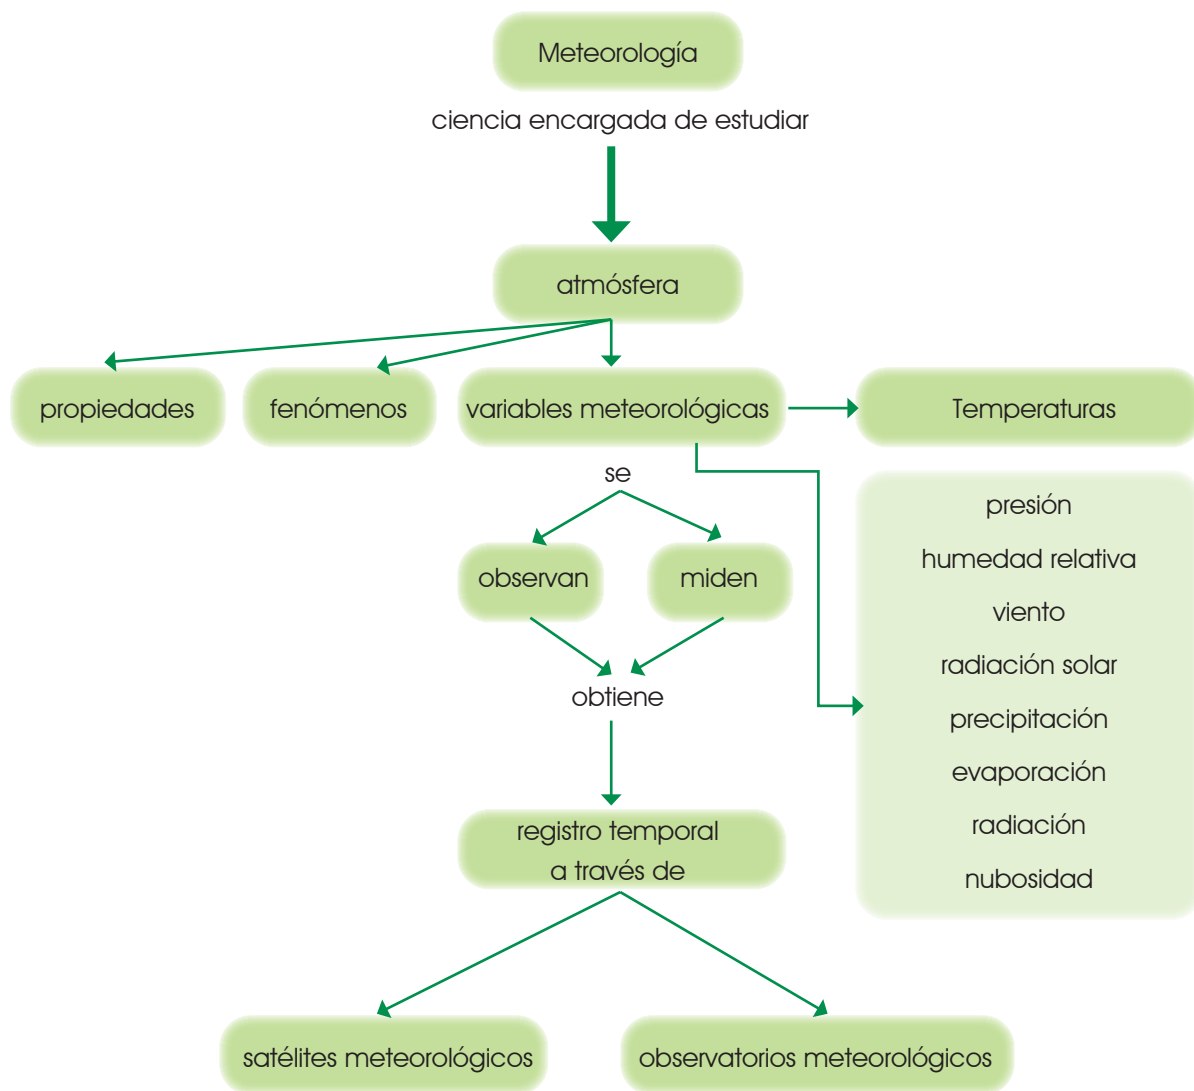 Meteorología
ciencia encargada de estudiar
atmósfera
propiedades
fenómenos
variables meteorológicas
Temperaturas
se
observan
miden
obtiene
registro temporal
a través de
presión
humedad relativa
viento
radiación solar
precipitación
evaporación
radiación
nubosidad
satélites meteorológicos
observatorios meteorológicos